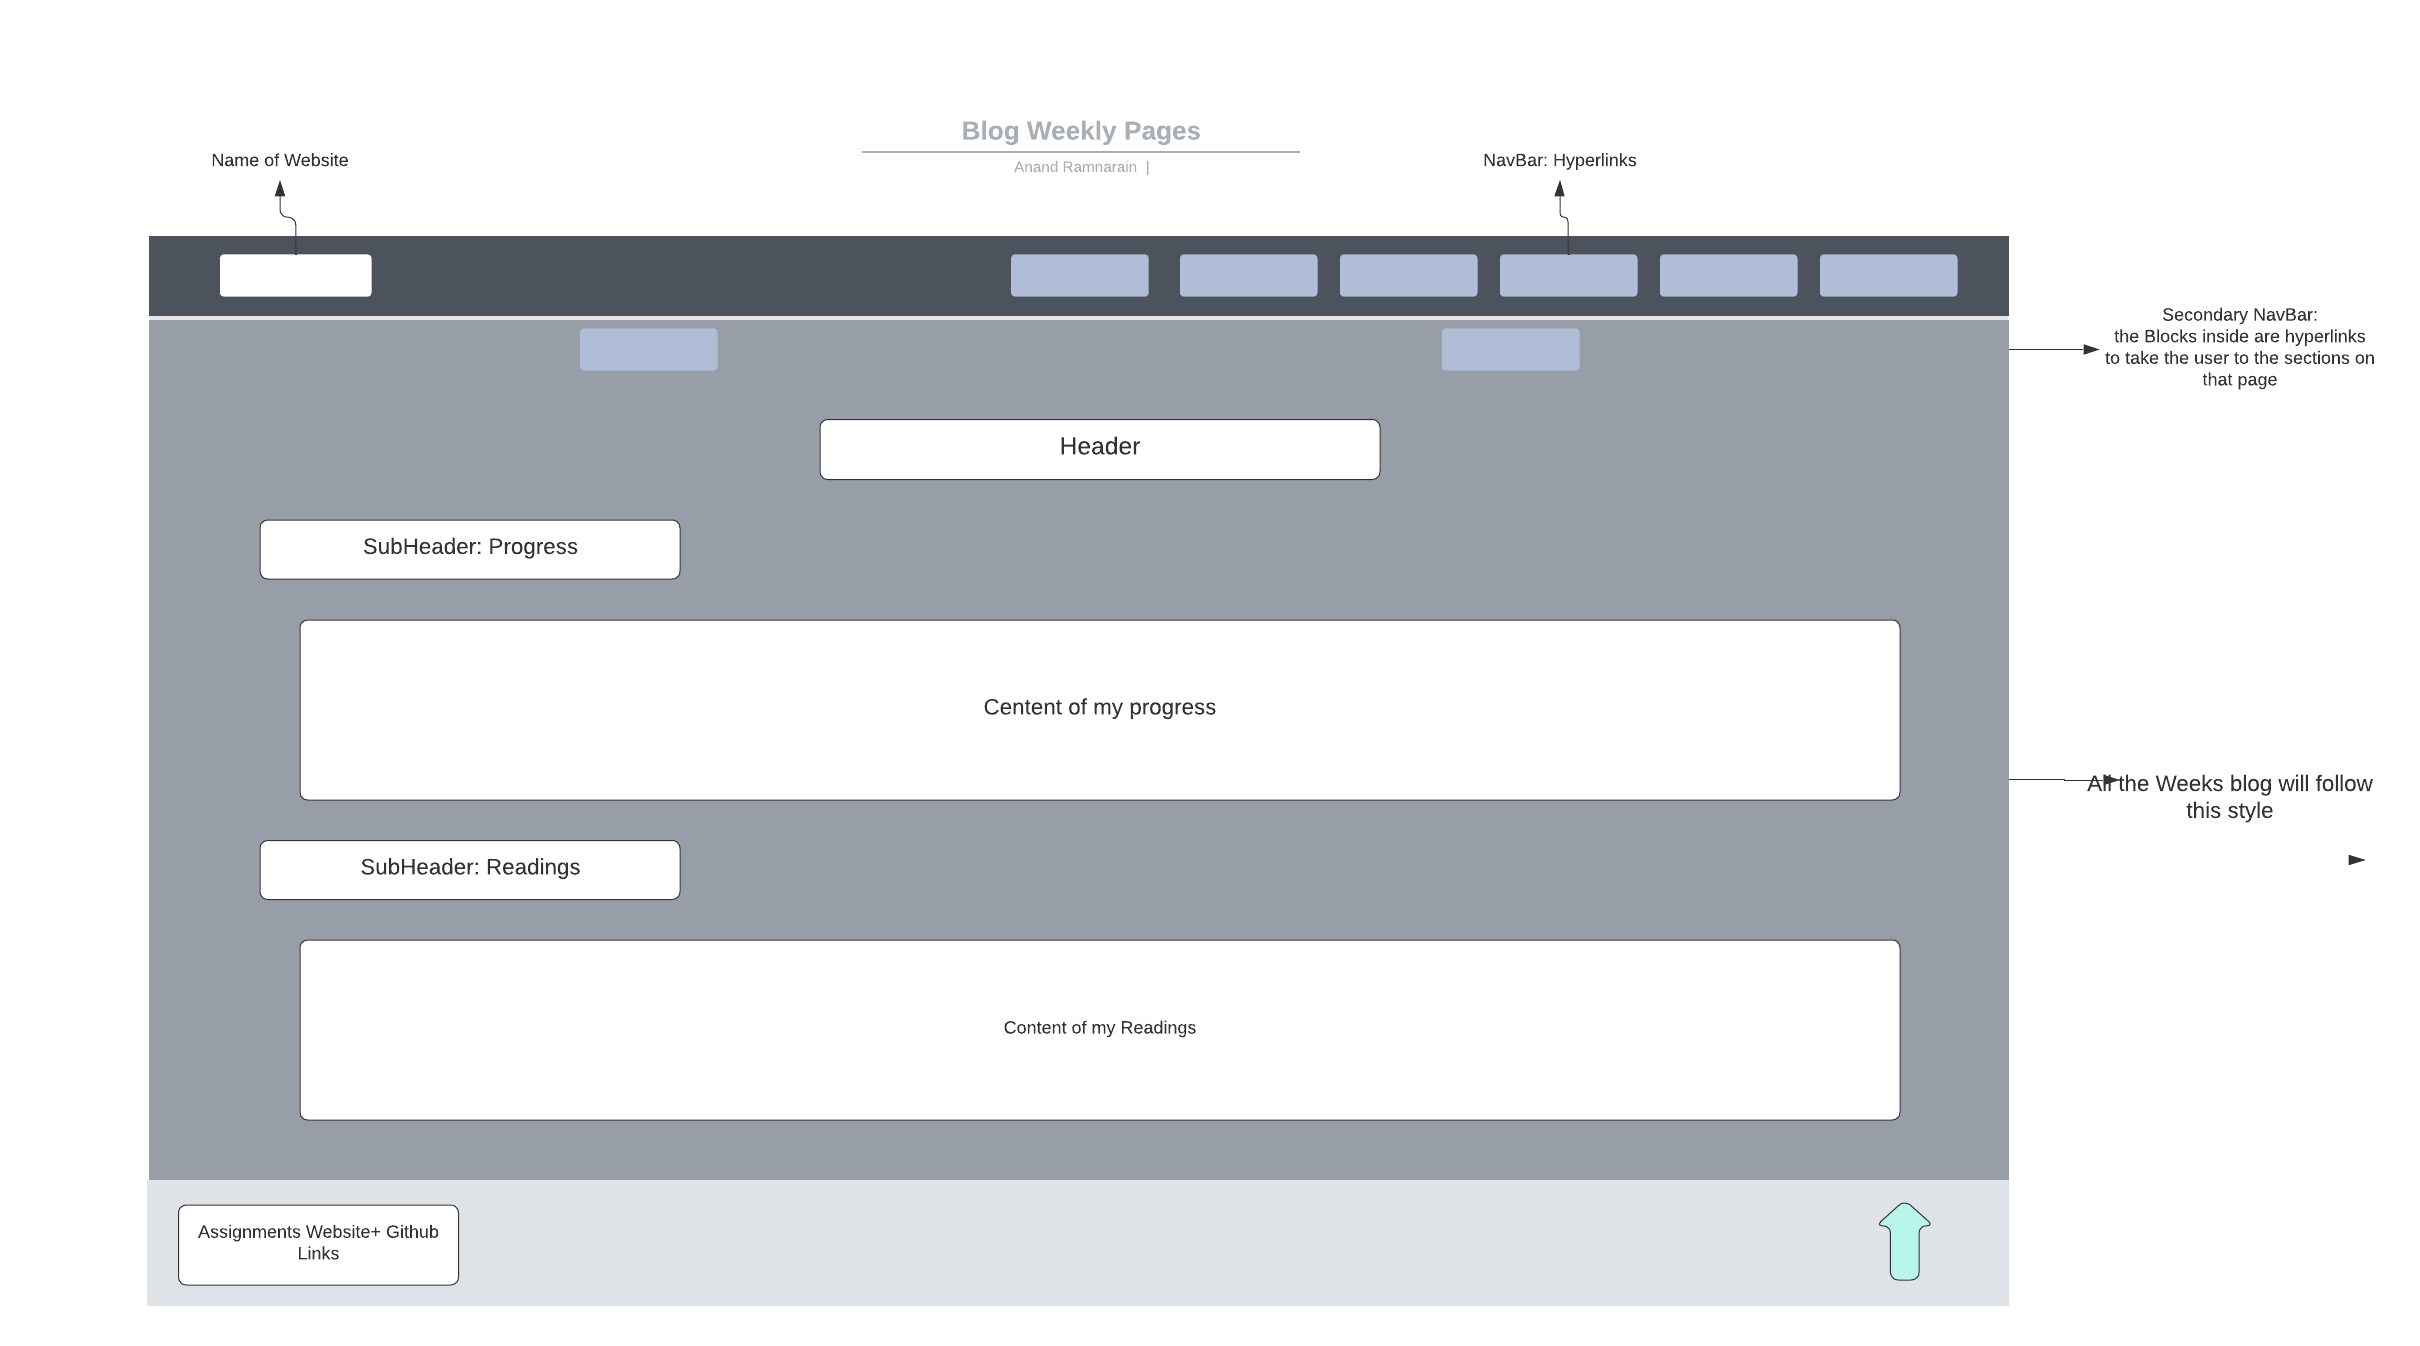 Blog Weekly Pages
Anand Ramnarain |
Name of Website
NavBar: Hyperlinks
Secondary NavBar:
the Blocks inside are hyperlinks
to take the user to the sections on
that page
Header
SubHeader: Progress
Centent of my progress
All the Weeks blog will follow
this style
SubHeader: Readings
Content of my Readings
Assignments Website+ Github
Links